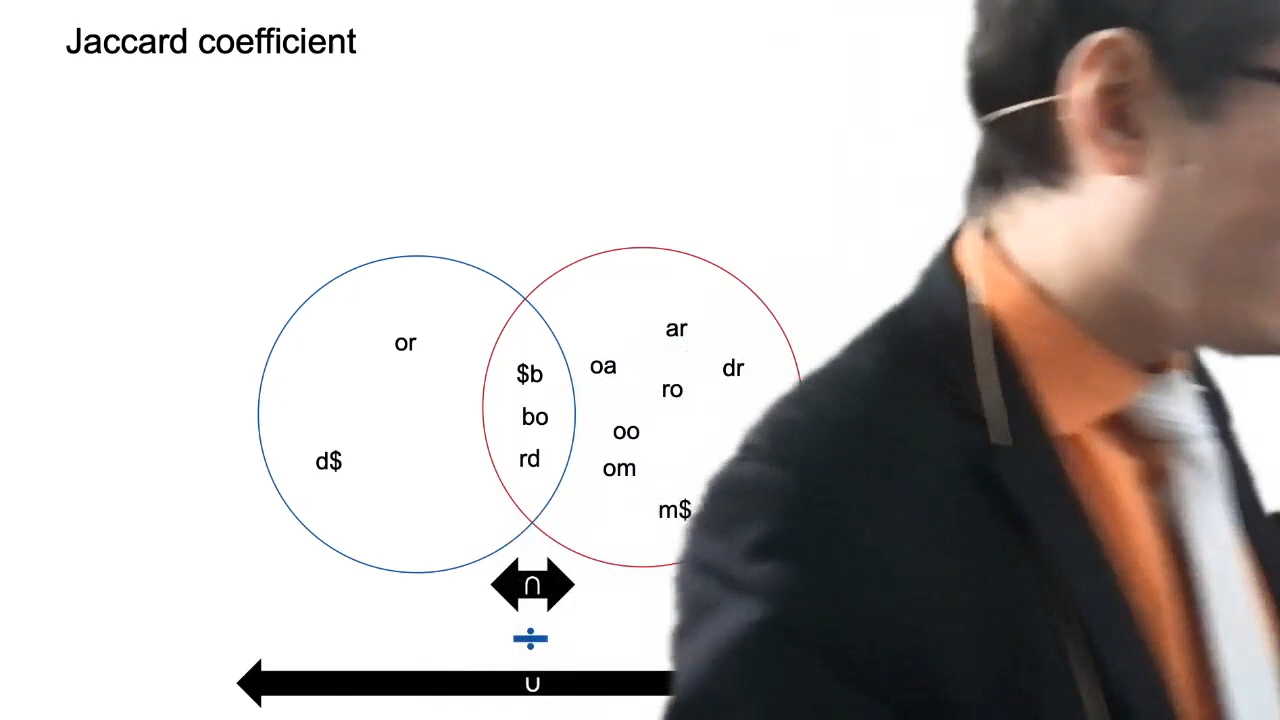 Jaccard coefficient
or
d$
$b
bo
rd
oa
ar
ro
dr
oo
om
m$
∩
÷
∪